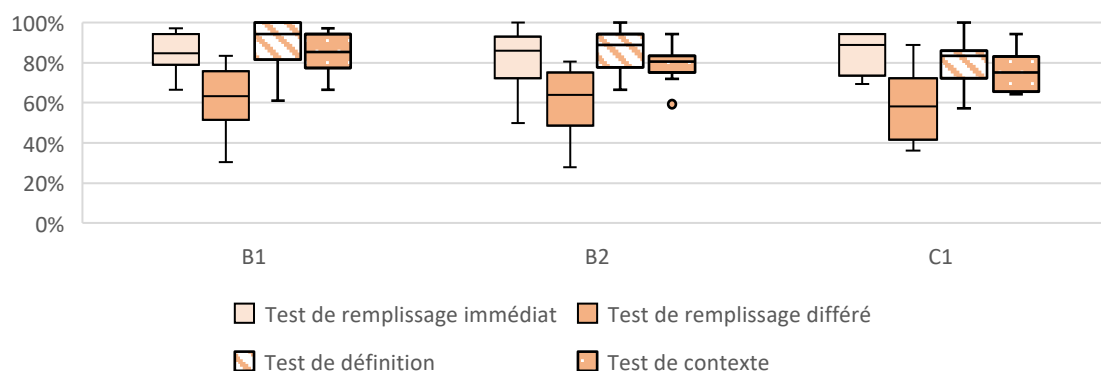 100%
80%
60%
40%
20%
0%
B1 B2 C1
Test de remplissage immédiat Test de remplissage différé
Test de définition Test de contexte